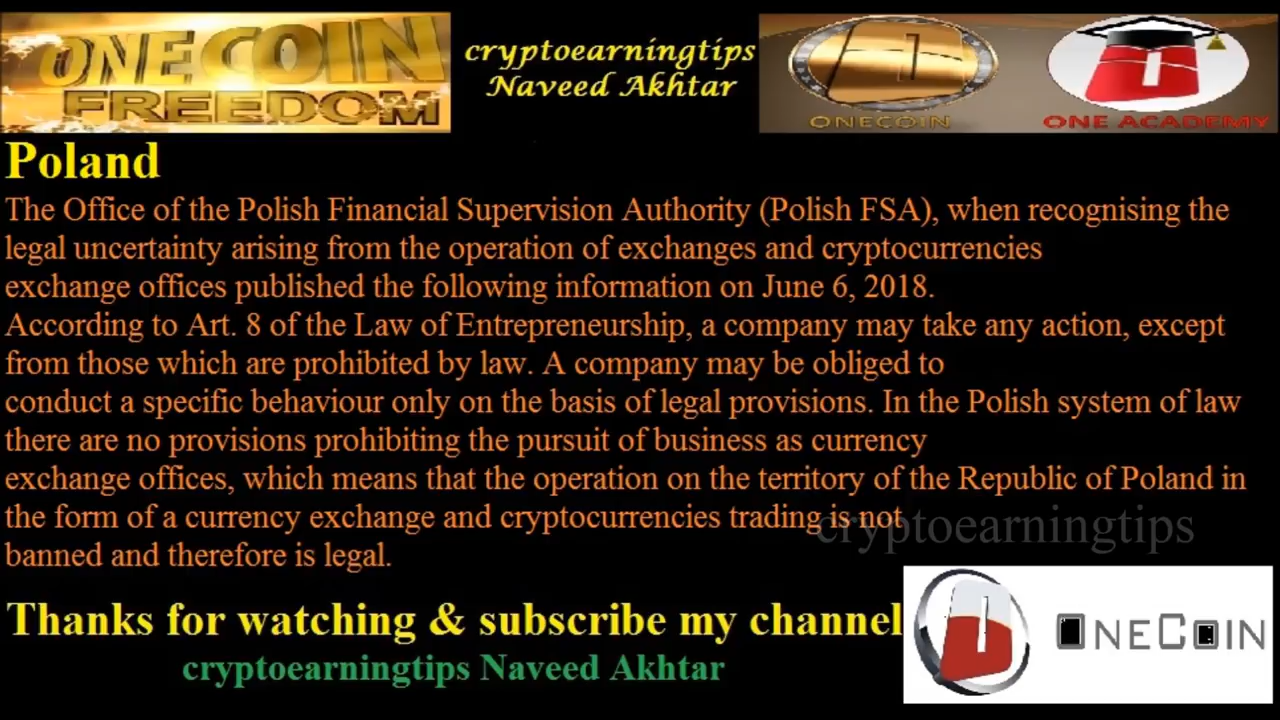 ONE COIN
FREEDOM
cryptoearningtips
Naveed Akhtar
ONECOIN
ONE ACADEMY
Poland
The Office of the Polish Financial Supervision Authority (Polish FSA), when recognising the
legal uncertainty arising from the operation of exchanges and cryptocurrencies
exchange offices published the following information on June 6, 2018.
According to Art. 8 of the Law of Entrepreneurship, a company may take any action, except
from those which are prohibited by law. A company may be obliged to
conduct a specific behaviour only on the basis of legal provisions. In the Polish system of law
there are no provisions prohibiting the pursuit of business as currency
exchange offices, which means that the operation on the territory of the Republic of Poland in
the form of a currency exchange and cryptocurrencies trading is not
cryptoearningtips
banned and therefore is legal.
Thanks for watching & subscribe my channel
cryptoearningtips Naveed Akhtar
ONECOIN